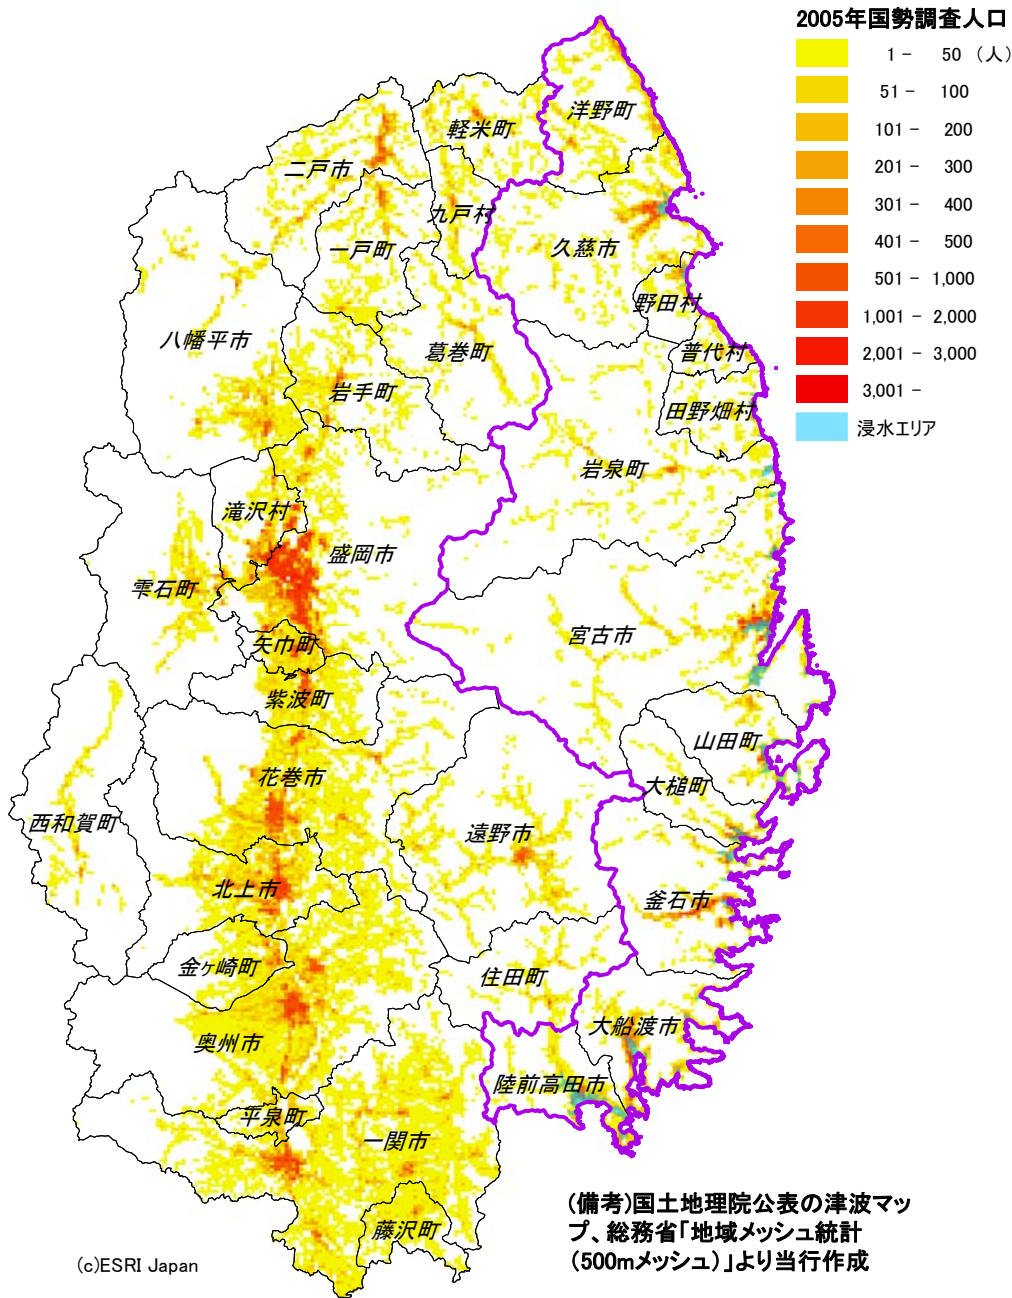 2005年国勢調査人口
1 - 50 （人）
51 - 100
101 - 200
201 - 300
301 - 400
401 - 500
501 - 1,000
1,001 - 2,000
2,001 - 3,000
3,001 -
浸水エリア
洋野町
軽米町
二戸市
九戸村
一戸町
久慈市
野田村
八幡平市
葛巻町
普代村
岩手町
田野畑村
岩泉町
滝沢村
盛岡市
雫石町
宮古市
矢巾町
紫波町
山田町
花巻市
大槌町
西和賀町
遠野市
北上市
釜石市
金ヶ崎町
住田町
大船渡市
奥州市
陸前高田市
平泉町
一関市
藤沢町
(備考)国土地理院公表の津波マッ
プ、総務省「地域メッシュ統計
(500mメッシュ)」より当行作成
(c)ESRI Japan